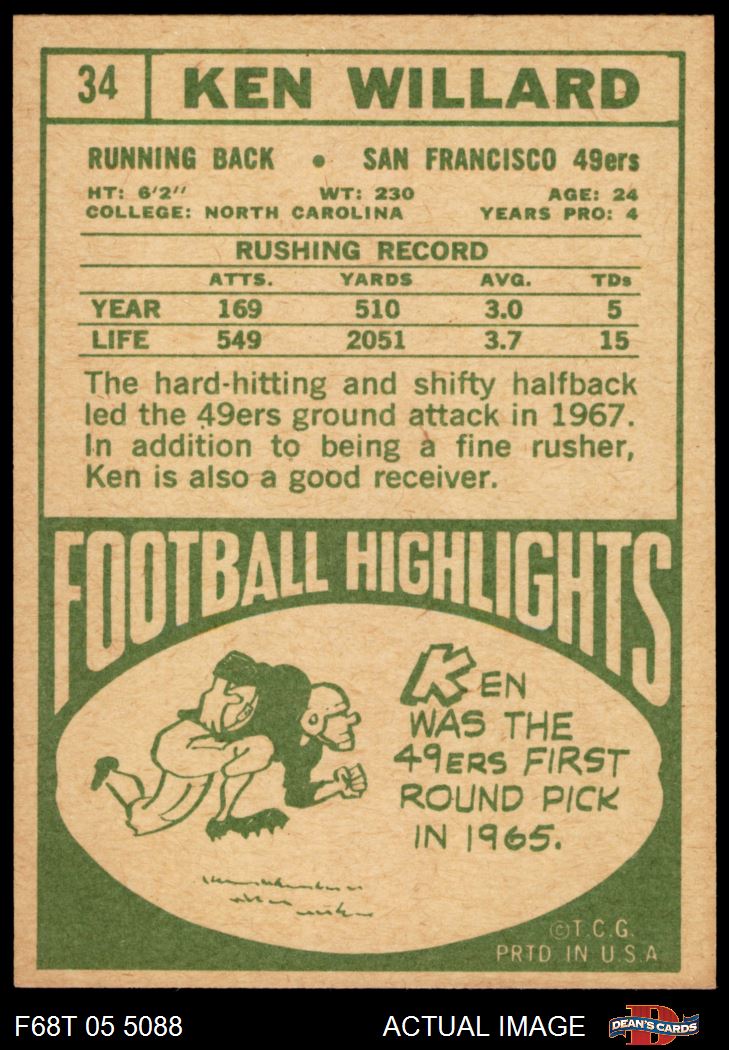 34 KEN WILLARD
RUNNING BACK • SAN FRANCISCO 49ers
HT: 6'2" WT: 230 AGE: 24
COLLEGE: NORTH CAROLINA YEARS PRO: 4
RUSHING RECORD
ATTS. YARDS AVG. TDs
YEAR 169 510 3.0 5
LIFE 549 2051 3.7 15
The hard-hitting and shifty halfback
led the 49ers ground attack in 1967.
In addition to being a fine rusher,
Ken is also a good receiver.
FOOTBALL HIGHLIGHTS
KEN
WAS THE
49ERS FIRST
ROUND PICK
IN 1965.
©T.C.G.
PRTD IN U.S.A
F68T 05 5088 ACTUAL IMAGE D DEAN'S CARDS